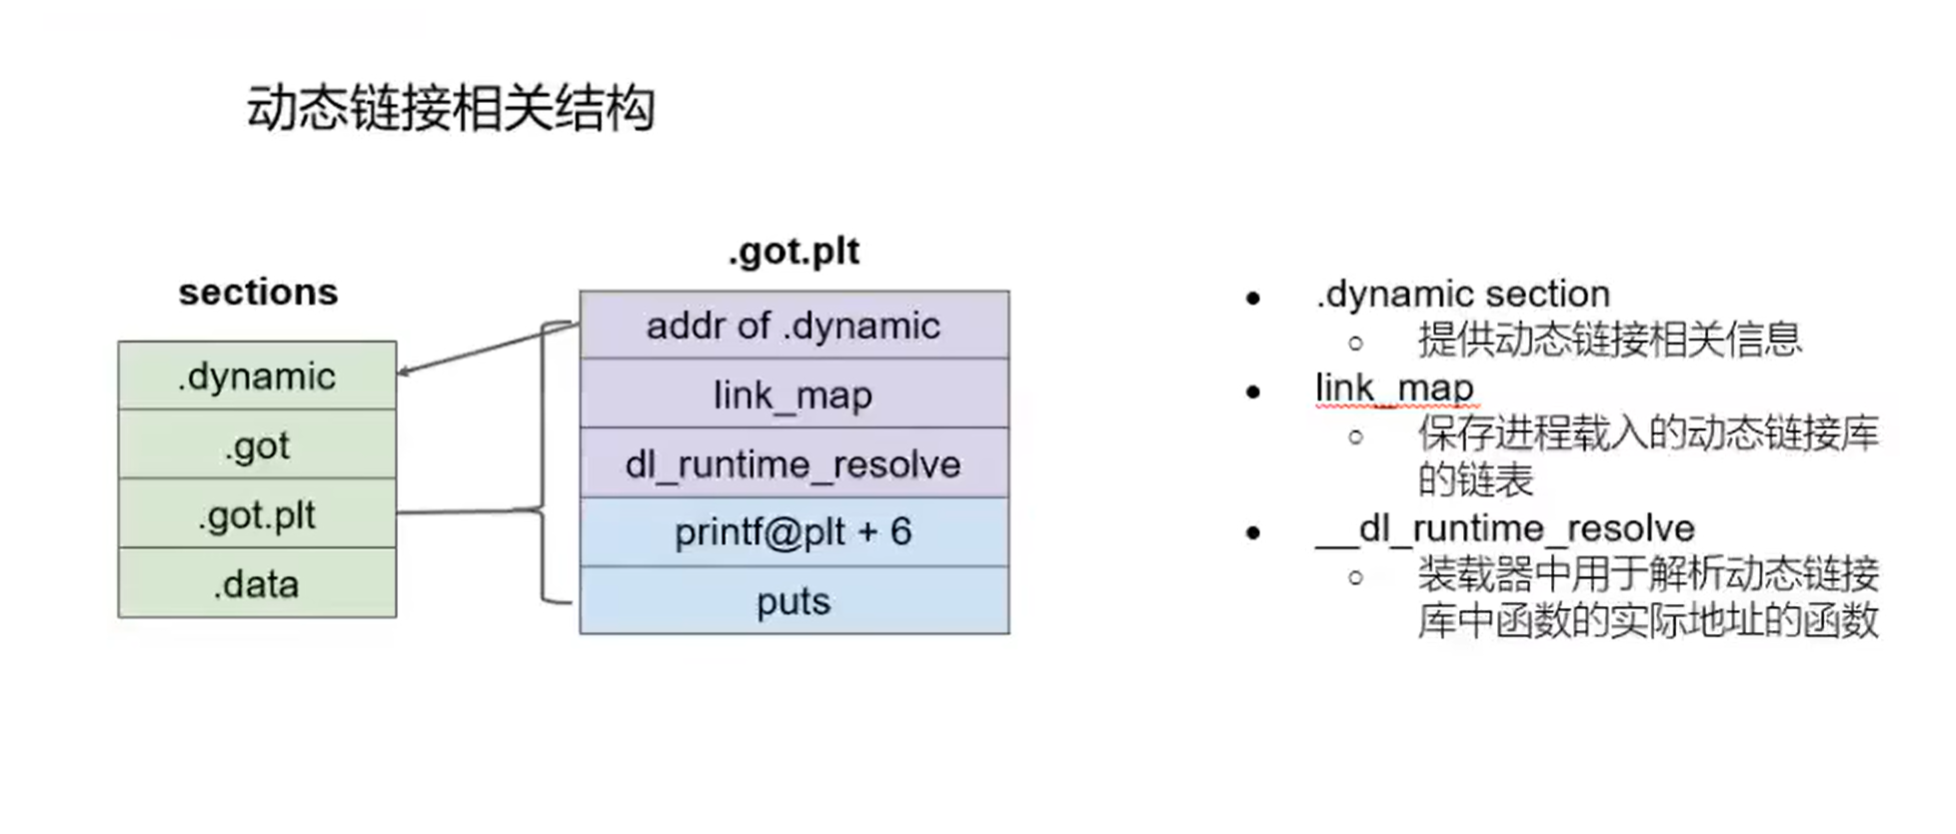 动态链接相关结构
sections
.dynamic
.got
.got.plt
.data
.got.plt
addr of .dynamic
link_map
dl_runtime_resolve
printf@plt + 6
puts
.dynamic section
提供动态链接相关信息
link_map
保存进程载入的动态链接库
的链表
__dl_runtime_resolve
装载器中用于解析动态链接
库中函数的实际地址的函数